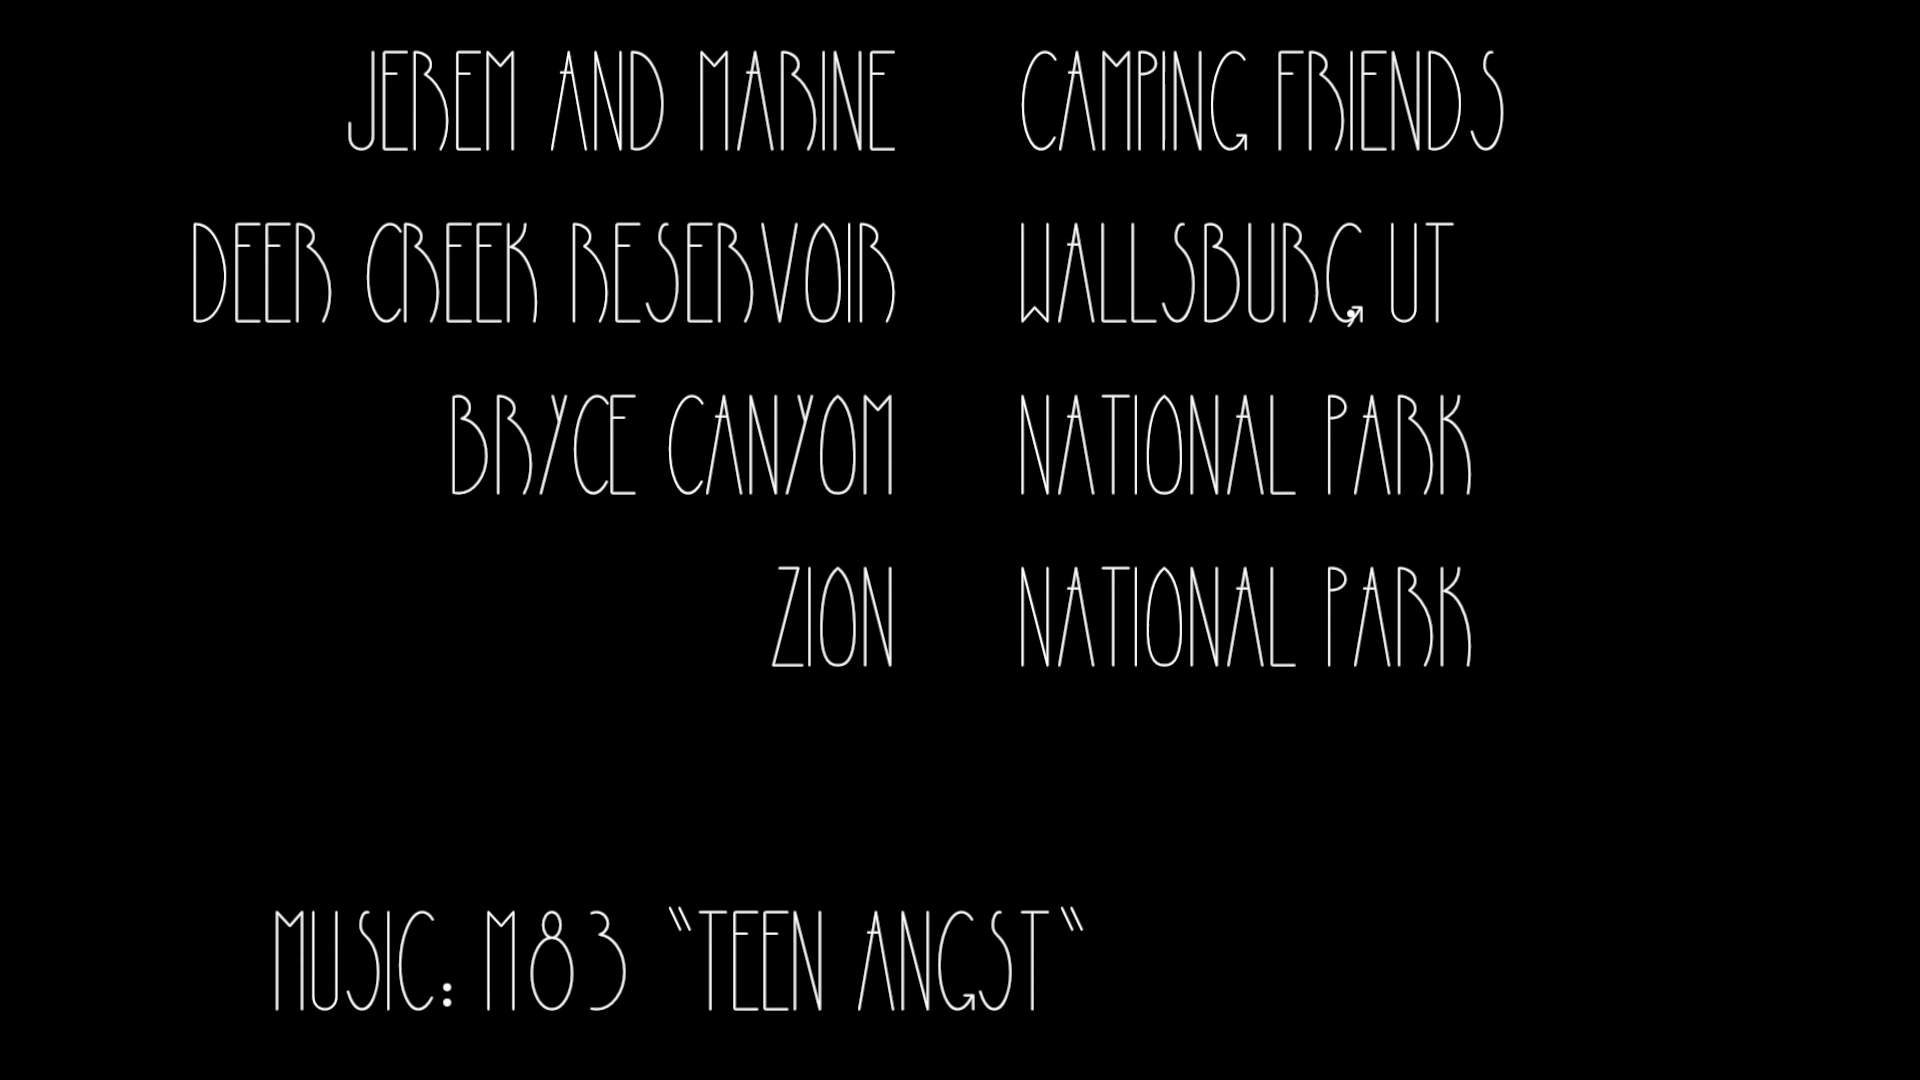 JEREM AND MARINE CAMPING FRIENDS
DEER CREEK RESERVOIR WALLSBURG, UT
BRYCE CANYOM NATIONAL PARK
ZION NATIONAL PARK
MUSIC: M83 "TEEN ANGST"